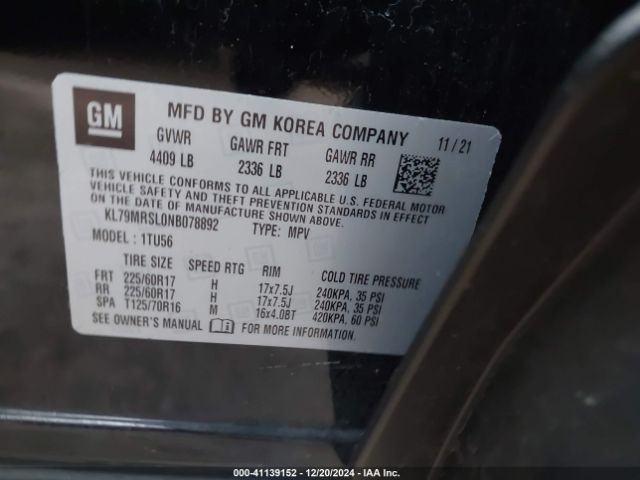 GM
MFD BY GM KOREA COMPANY
11/21
GVWR GAWR FRT GAWR RR
4409 LB 2336 LB 2336 LB
THIS VEHICLE CONFORMS TO ALL APPLICABLE U.S. FEDERAL MOTOR
VEHICLE SAFETY AND THEFT PREVENTION STANDARDS IN EFFECT
ON THE DATE OF MANUFACTURE SHOWN ABOVE.
KL79MRSL0NB078892 TYPE: MPV
MODEL: 1TU56
TIRE SIZE SPEED RTG RIM COLD TIRE PRESSURE
FRT 225/60R17 H 17x7.5J 240KPA, 35 PSI
RR 225/60R17 H 17x7.5J 240KPA, 35 PSI
SPA T125/70R16 M 16x4.0BT 420KPA, 60 PSI
SEE OWNER'S MANUAL FOR MORE INFORMATION.
000-41139152 - 12/20/2024 - IAA Inc.